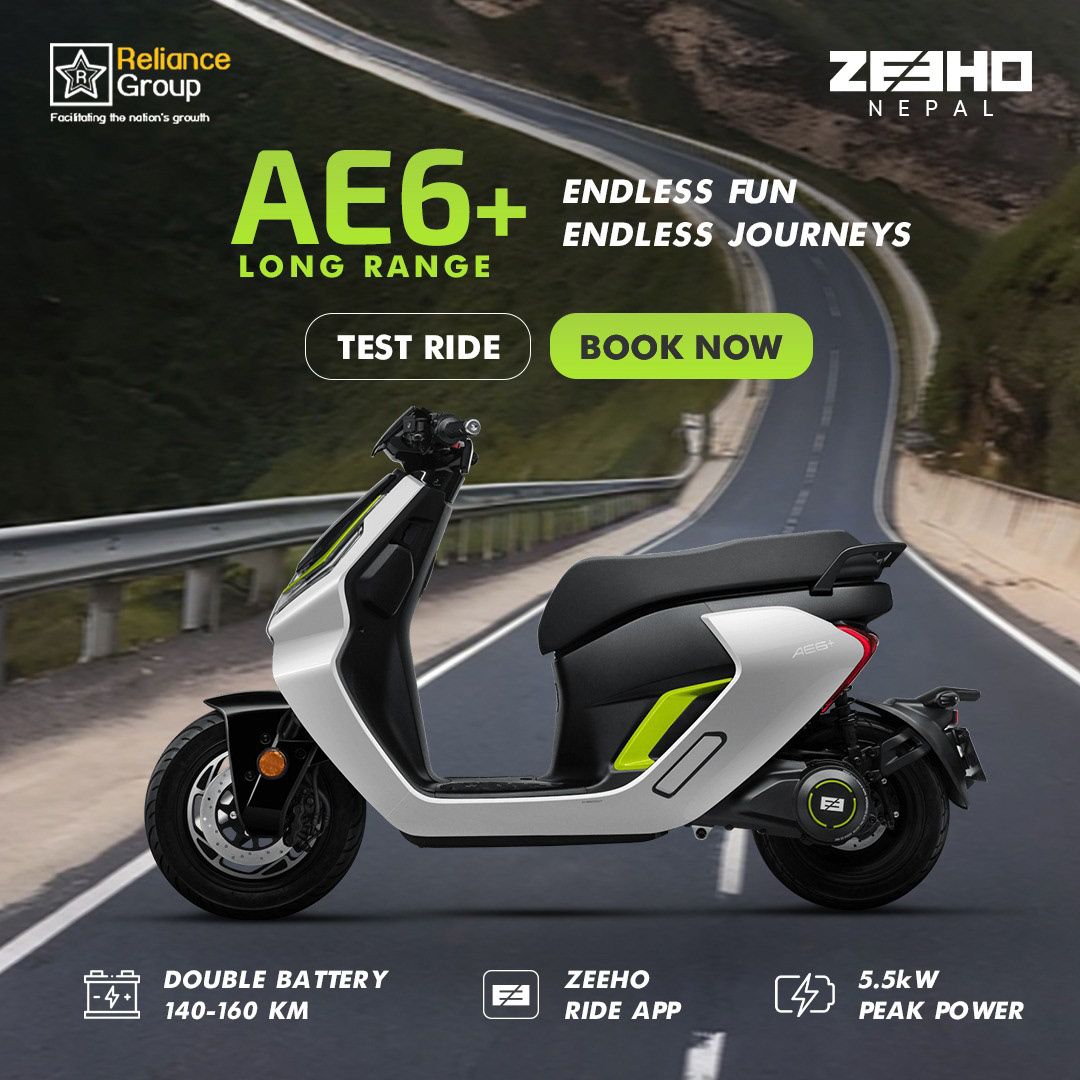 Reliance
Group
Facilitating the nation's growth
ZEEHO
NEPAL
AE6+
LONG RANGE
ENDLESS FUN
ENDLESS JOURNEYS
TEST RIDE
BOOK NOW
AE6+
DOUBLE BATTERY
140-160 KM
ZEEHO
RIDE APP
5.5kW
PEAK POWER